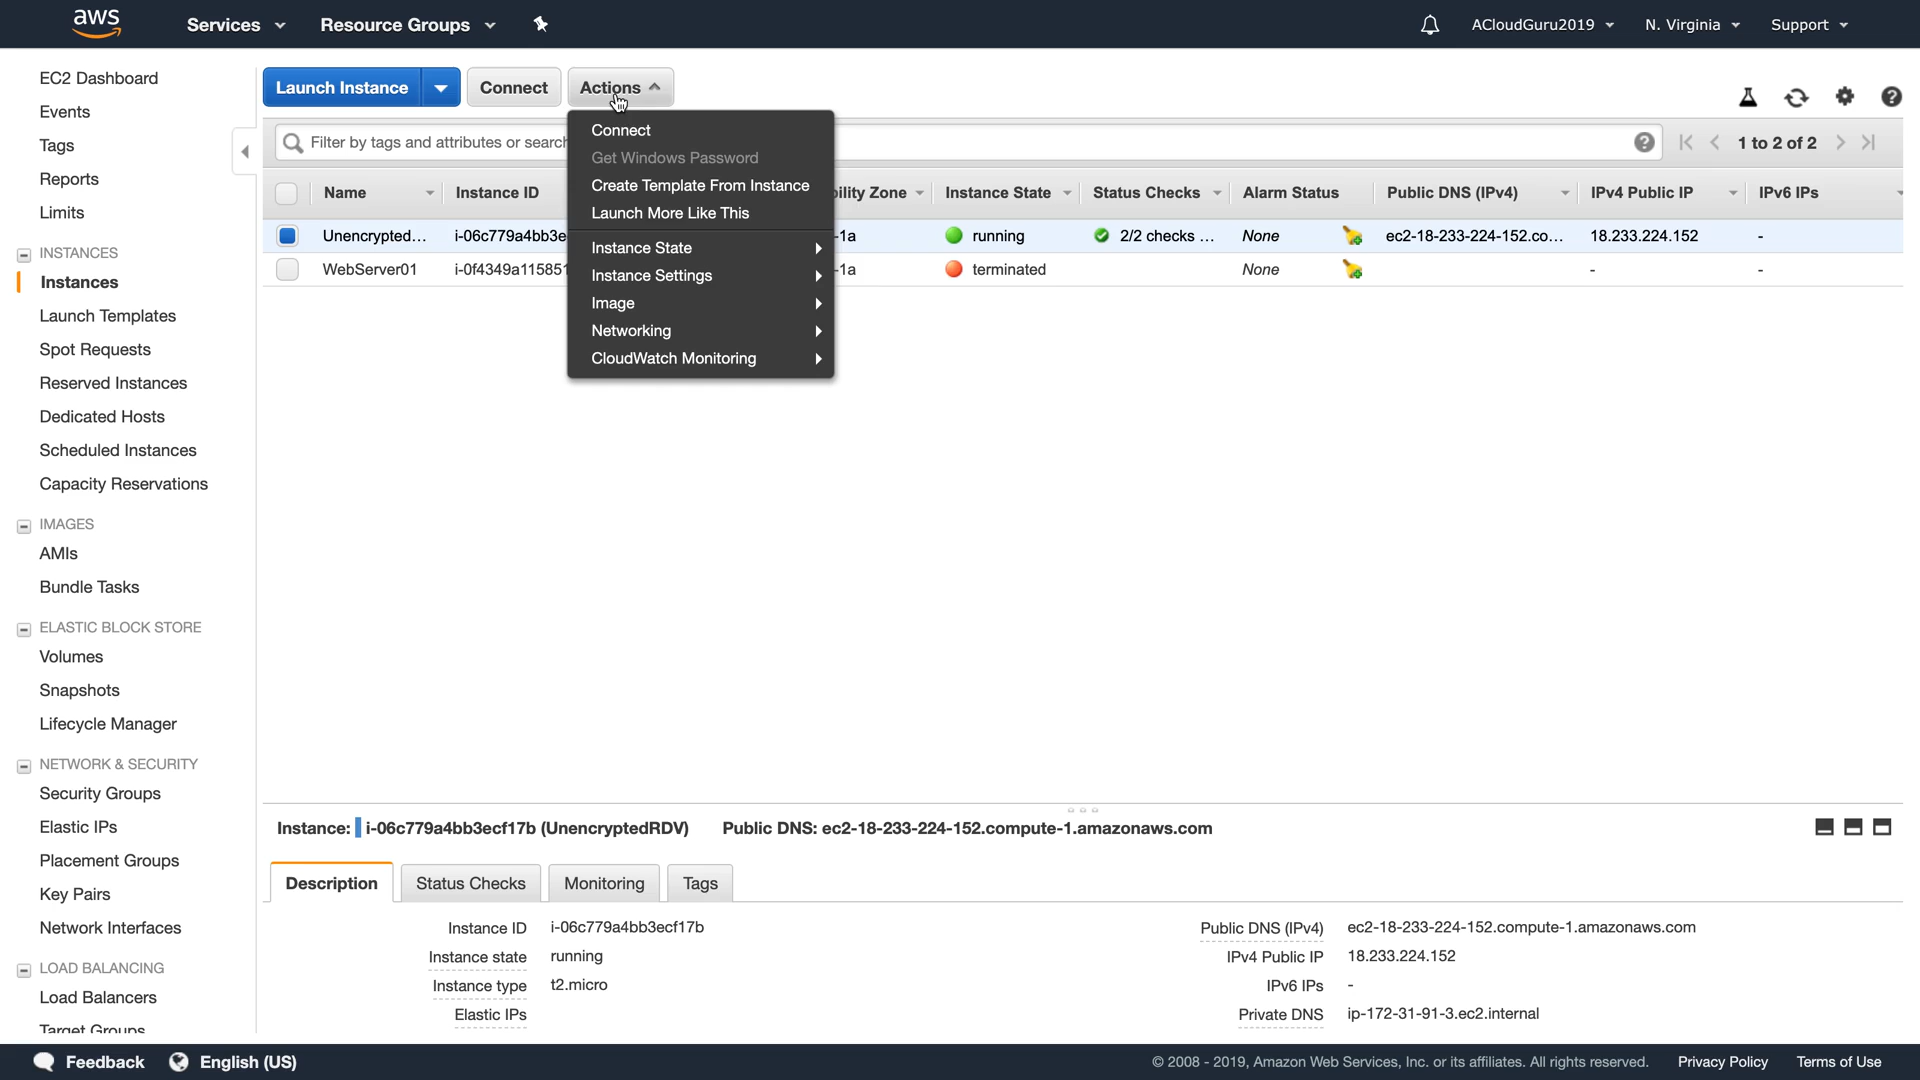 aws
Services
Resource Groups
ACloudGuru2019
N. Virginia
Support
EC2 Dashboard
Events
Tags
Reports
Limits
INSTANCES
Instances
Launch Templates
Spot Requests
Reserved Instances
Dedicated Hosts
Scheduled Instances
Capacity Reservations
IMAGES
AMIs
Bundle Tasks
ELASTIC BLOCK STORE
Volumes
Snapshots
Lifecycle Manager
NETWORK & SECURITY
Security Groups
Elastic IPs
Placement Groups
Key Pairs
Network Interfaces
LOAD BALANCING
Load Balancers
Target Groups
Launch Instance
Connect
Actions
Filter by tags and attributes or search
1 to 2 of 2
Connect
Get Windows Password
Create Template From Instance
Launch More Like This
Instance State
Instance Settings
Image
Networking
CloudWatch Monitoring
Name Instance ID bility Zone Instance State Status Checks Alarm Status Public DNS (IPv4) IPv4 Public IP IPv6 IPs
Unencrypted... i-06c779a4bb3e -1a running 2/2 checks ... None ec2-18-233-224-152.co... 18.233.224.152 -
WebServer01 i-0f4349a11585 -1a terminated None - -
Instance: i-06c779a4bb3ecf17b (UnencryptedRDV) Public DNS: ec2-18-233-224-152.compute-1.amazonaws.com
Description Status Checks Monitoring Tags
Instance ID i-06c779a4bb3ecf17b
Instance state running
Instance type t2.micro
Elastic IPs
Public DNS (IPv4) ec2-18-233-224-152.compute-1.amazonaws.com
IPv4 Public IP 18.233.224.152
IPv6 IPs -
Private DNS ip-172-31-91-3.ec2.internal
Feedback
English (US)
© 2008 - 2019, Amazon Web Services, Inc. or its affiliates. All rights reserved.
Privacy Policy
Terms of Use